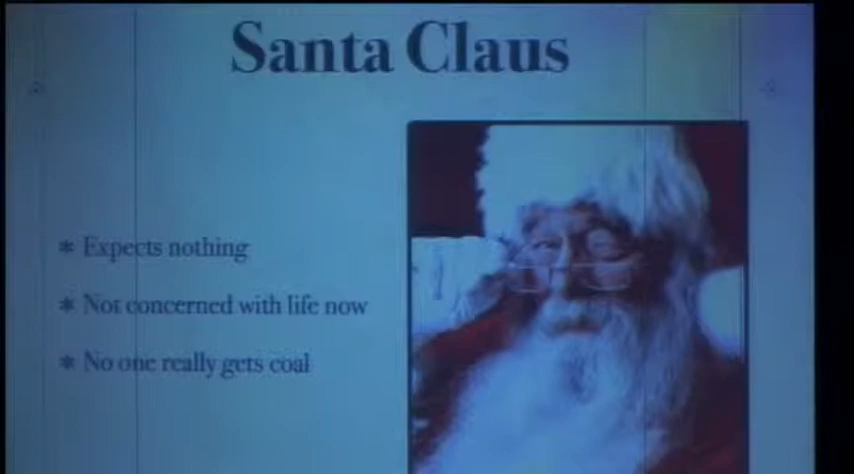 Santa Claus
* Expects nothing
* Not concerned with life now
* No one really gets coal